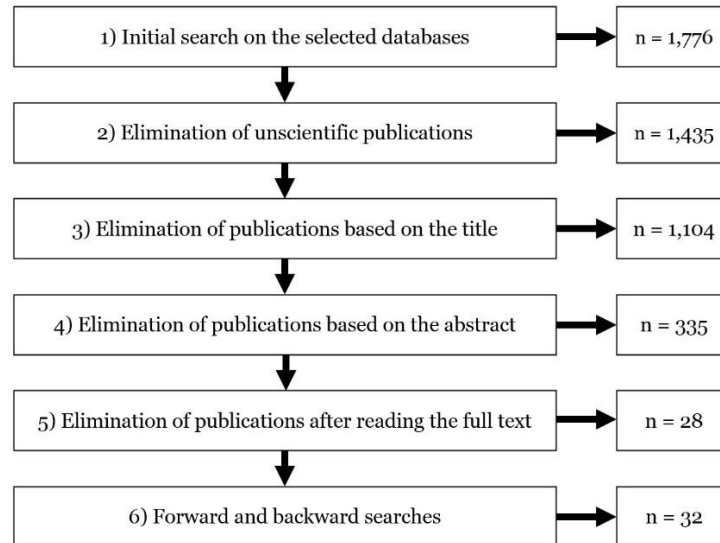 1) Initial search on the selected databases
n = 1,776
2) Elimination of unscientific publications
n = 1,435
3) Elimination of publications based on the title
n = 1,104
4) Elimination of publications based on the abstract
n = 335
5) Elimination of publications after reading the full text
n = 28
6) Forward and backward searches
n = 32